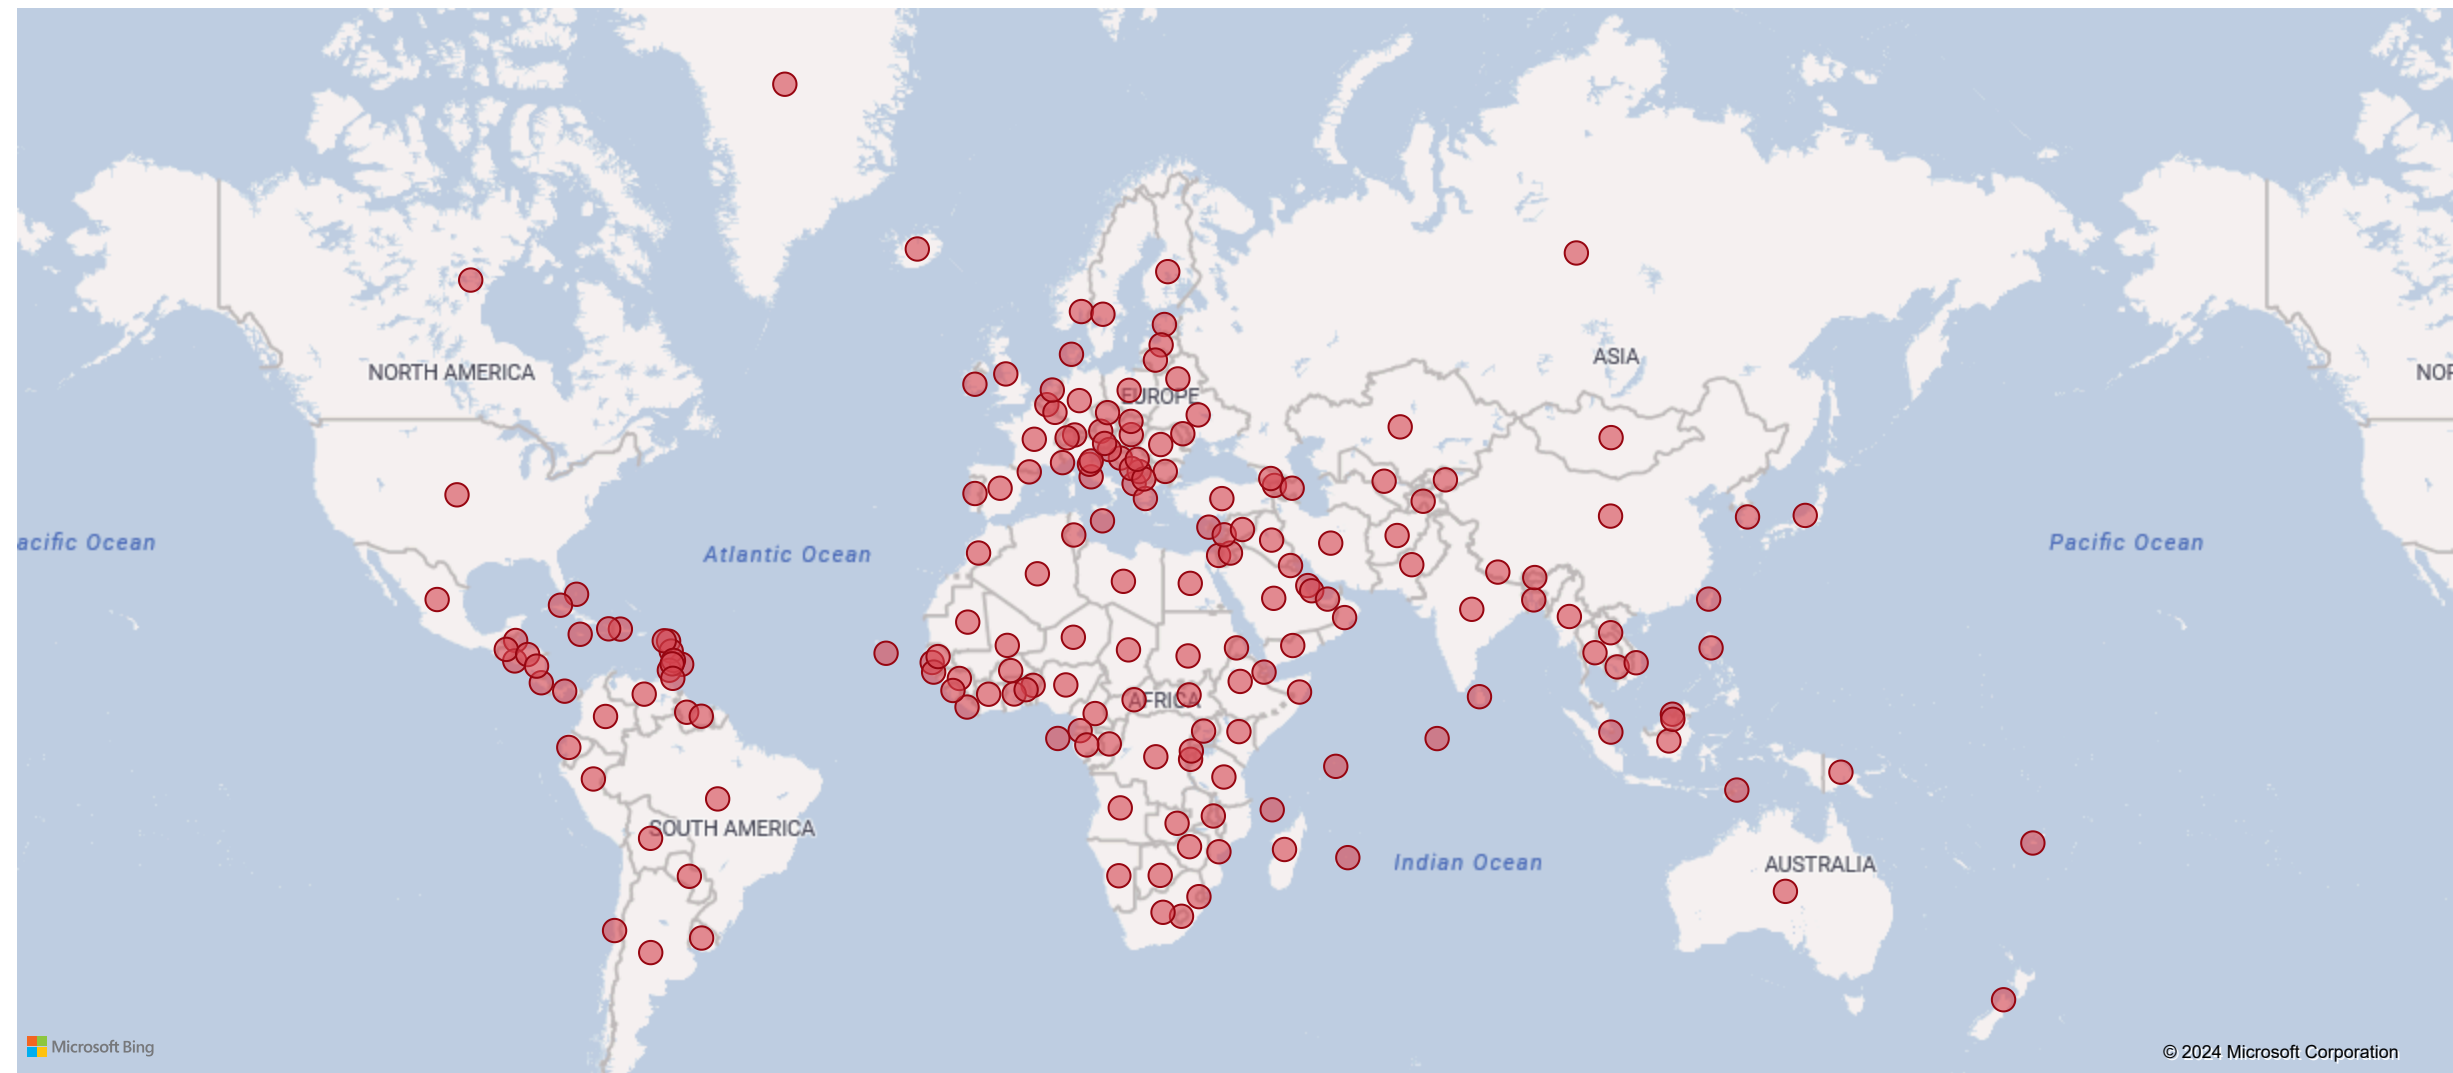 ASIA
NORTH AMERICA
NOR
EUROPE
acific Ocean
Atlantic Ocean
Pacific Ocean
AFRICA
SOUTH AMERICA
Indian Ocean
AUSTRALIA
Microsoft Bing
© 2024 Microsoft Corporation